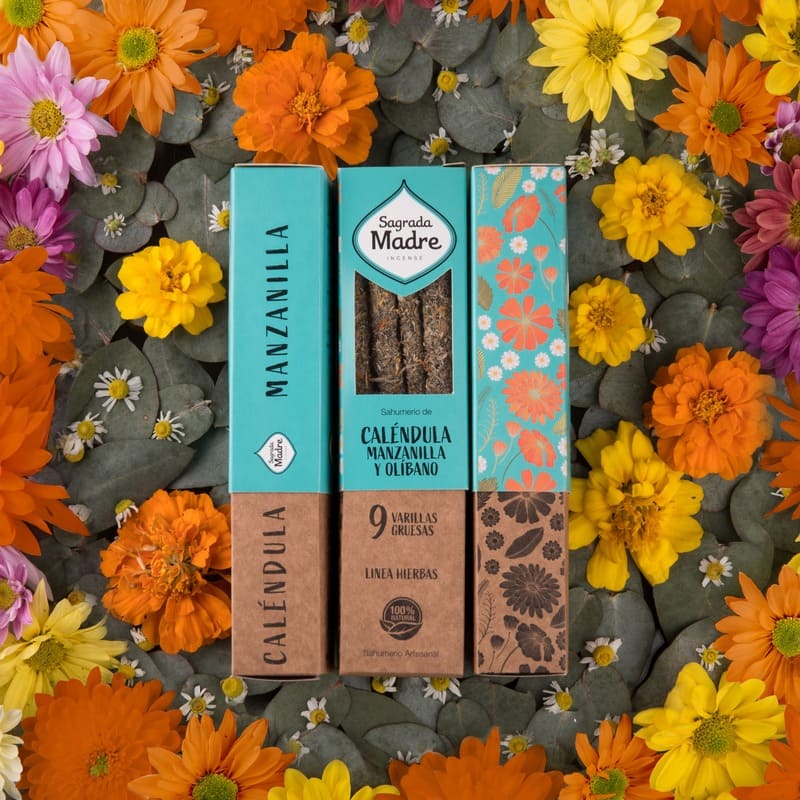 MANZANILLA
Sagrada
Madre
CALÉNDULA
Sagrada
Madre
INCENSE
Sahumerio de
CALÉNDULA
MANZANILLA
Y OLÍBANO
9 VARILLAS
GRUESAS
LINEA HIERBAS
100%
NATURAL
Sahumerio Artesanal